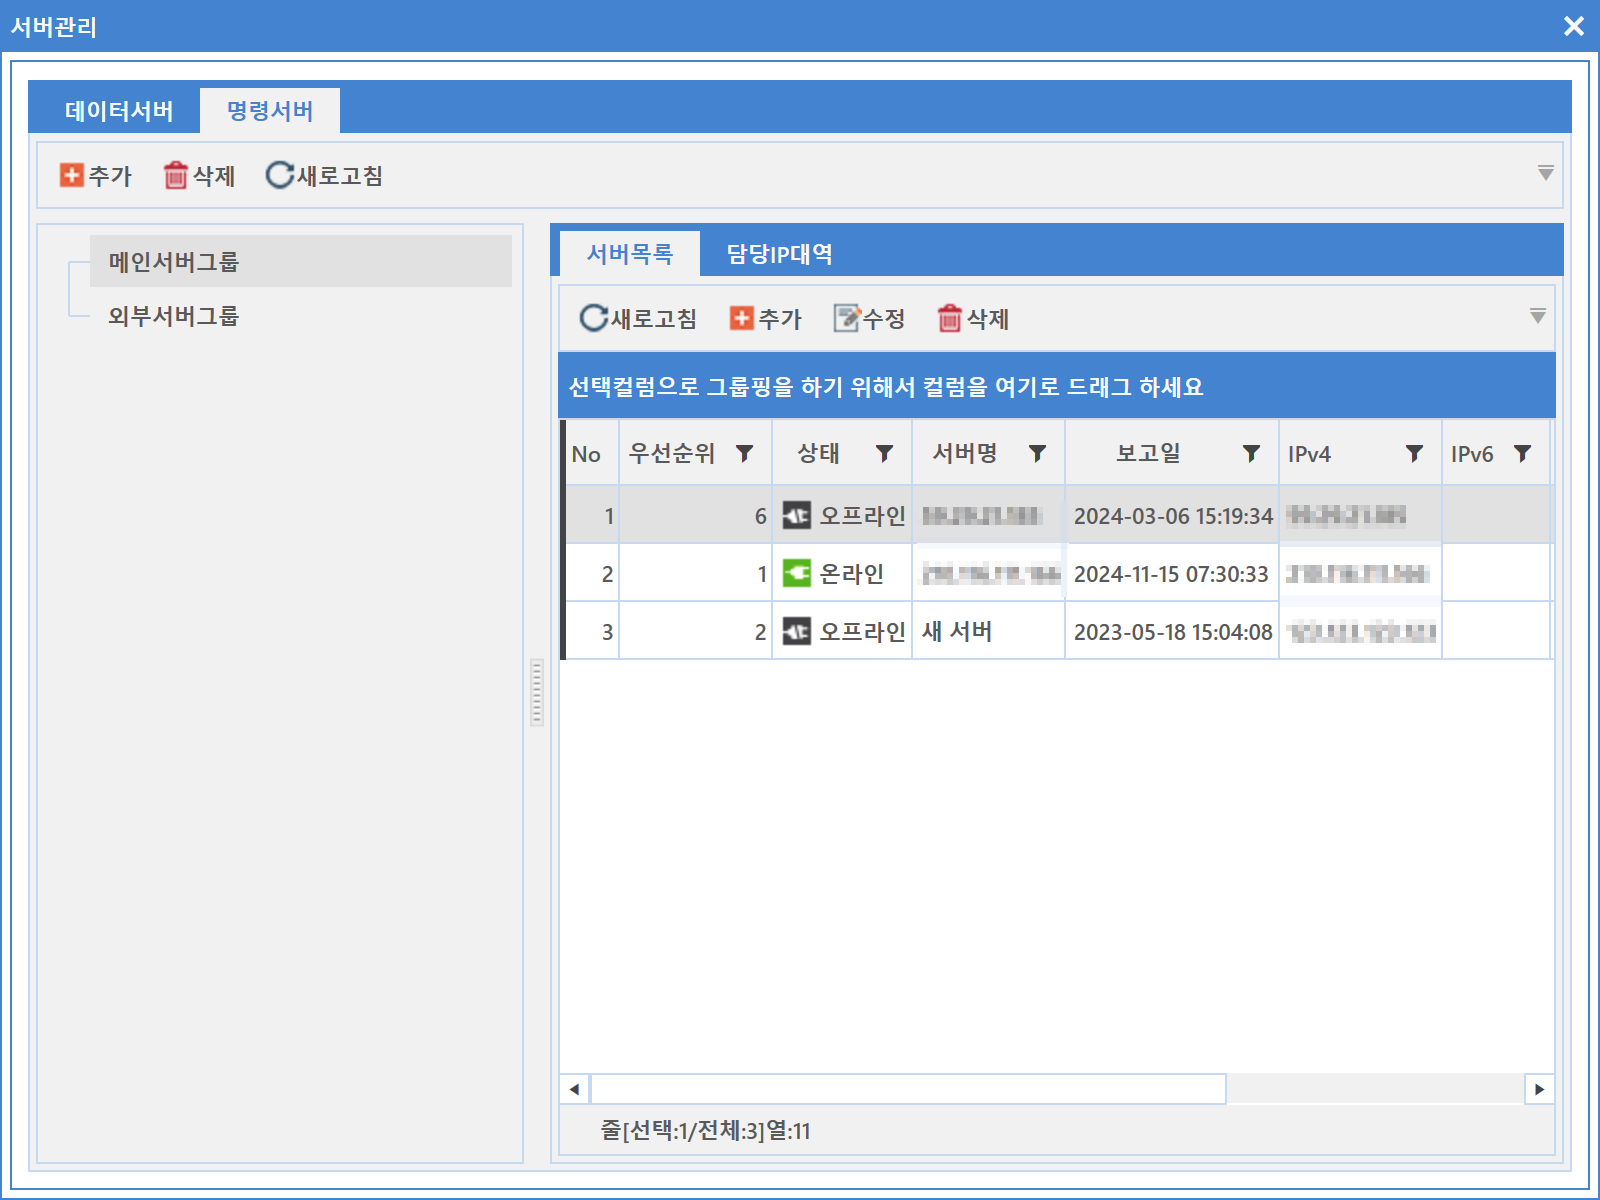 서버관리
데이터서버 명령서버
추가 삭제 새로고침
메인서버그룹
외부서버그룹
서버목록 담당IP대역
새로고침 추가 수정 삭제
선택컬럼으로 그룹핑을 하기 위해서 컬럼을 여기로 드래그 하세요
No 우선순위 상태 서버명 보고일 IPv4 IPv6
1 6 오프라인 2024-03-06 15:19:34
2 1 온라인 2024-11-15 07:30:33
3 2 오프라인 새 서버 2023-05-18 15:04:08
줄[선택:1/전체:3]열:11